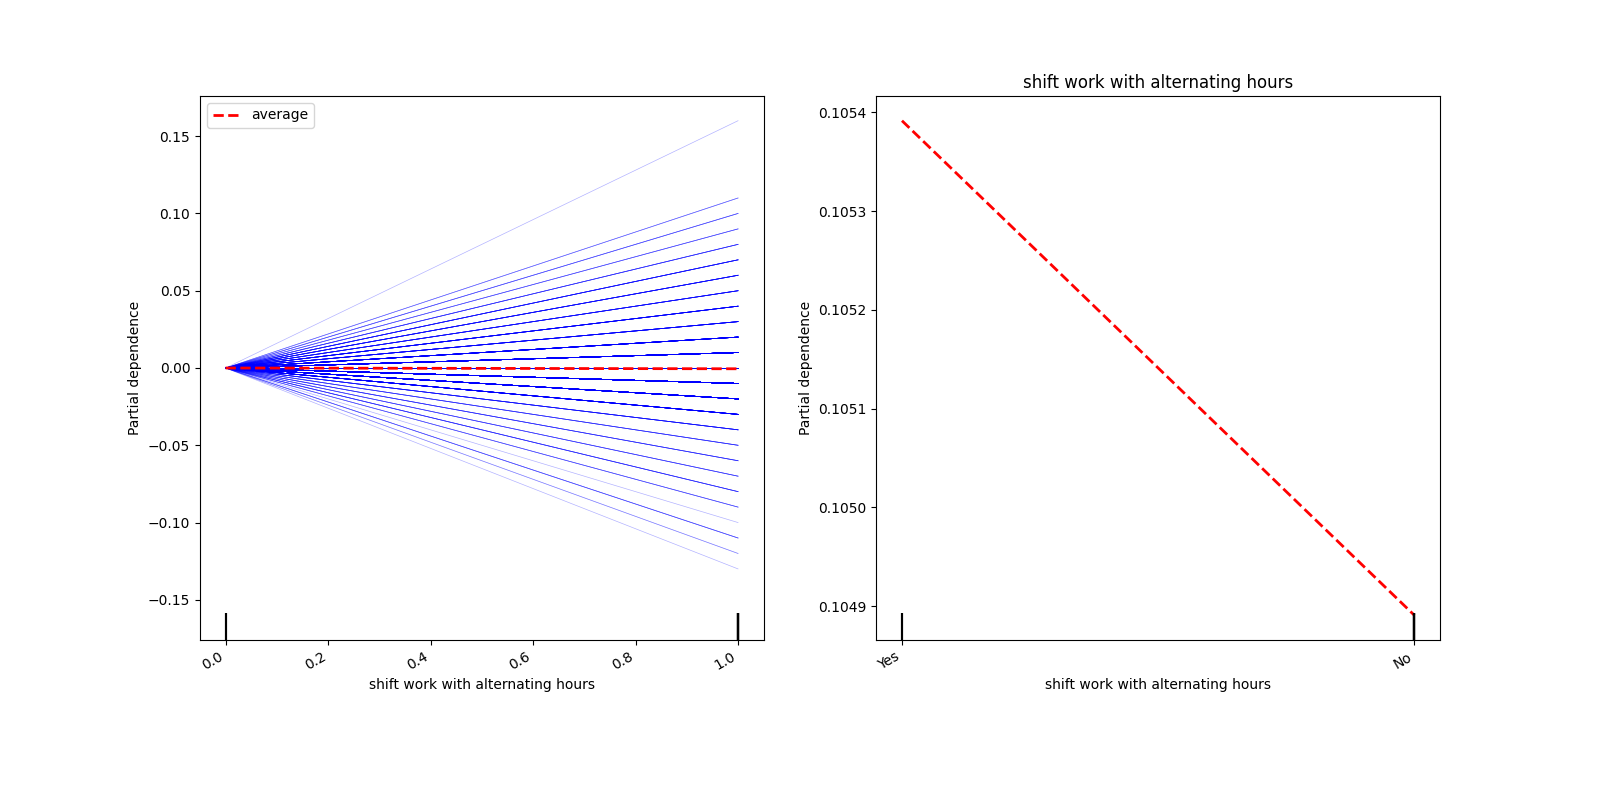 average
0.15
0.10
0.05
0.00
−0.05
−0.10
−0.15
Partial dependence
0.0
0.2
0.4
0.6
0.8
1.0
shift work with alternating hours
shift work with alternating hours
0.1054
0.1053
0.1052
0.1051
0.1050
0.1049
Partial dependence
Yes
No
shift work with alternating hours